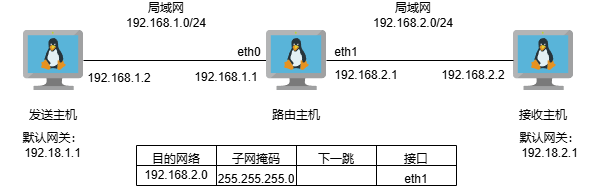 局域网
192.168.1.0/24
局域网
192.168.2.0/24
eth0
eth1
192.168.1.2
192.168.1.1
192.168.2.1
192.168.2.2
发送主机
路由主机
接收主机
默认网关：
192.18.1.1
默认网关：
192.18.2.1
目的网络 子网掩码 下一跳 接口
192.168.2.0 255.255.255.0 eth1